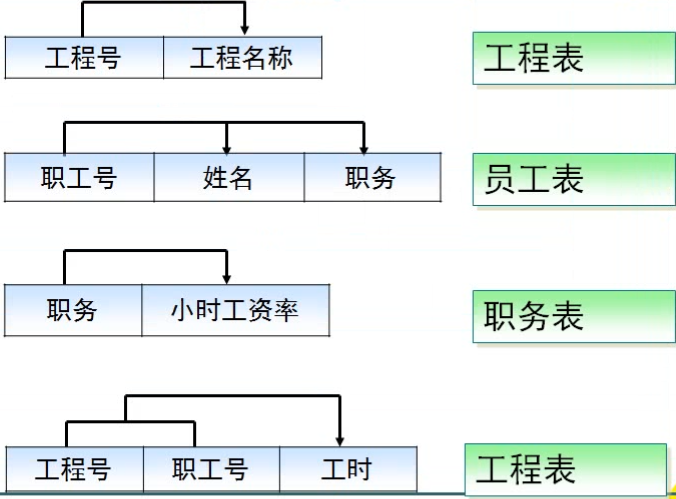 工程号 工程名称 工程表
职工号 姓名 职务 员工表
职务 小时工资率 职务表
工程号 职工号 工时 工程表